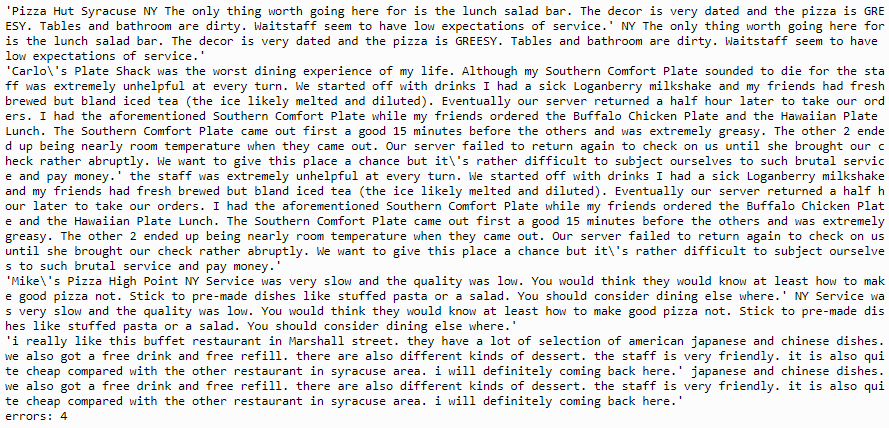 'Pizza Hut Syracuse NY The only thing worth going here for is the lunch salad bar. The decor is very dated and the pizza is GRE
ESY. Tables and bathroom are dirty. Waitstaff seem to have low expectations of service.' NY The only thing worth going here for
is the lunch salad bar. The decor is very dated and the pizza is GREESY. Tables and bathroom are dirty. Waitstaff seem to have
low expectations of service.'
'Carlo\'s Plate Shack was the worst dining experience of my life. Although my Southern Comfort Plate sounded to die for the sta
ff was extremely unhelpful at every turn. We started off with drinks I had a sick Loganberry milkshake and my friends had fresh
brewed but bland iced tea (the ice likely melted and diluted). Eventually our server returned a half hour later to take our ord
ers. I had the aforementioned Southern Comfort Plate while my friends ordered the Buffalo Chicken Plate and the Hawaiian Plate
Lunch. The Southern Comfort Plate came out first a good 15 minutes before the others and was extremely greasy. The other 2 ende
d up being nearly room temperature when they came out. Our server failed to return again to check on us until she brought our c
heck rather abruptly. We want to give this place a chance but it\'s rather difficult to subject ourselves to such brutal servic
e and pay money.' the staff was extremely unhelpful at every turn. We started off with drinks I had a sick Loganberry milkshake
and my friends had fresh brewed but bland iced tea (the ice likely melted and diluted). Eventually our server returned a half h
our later to take our orders. I had the aforementioned Southern Comfort Plate while my friends ordered the Buffalo Chicken Plat
e and the Hawaiian Plate Lunch. The Southern Comfort Plate came out first a good 15 minutes before the others and was extremely
greasy. The other 2 ended up being nearly room temperature when they came out. Our server failed to return again to check on us
until she brought our check rather abruptly. We want to give this place a chance but it\'s rather difficult to subject ourselve
s to such brutal service and pay money.'
'Mike\'s Pizza High Point NY Service was very slow and the quality was low. You would think they would know at least how to mak
e good pizza not. Stick to pre-made dishes like stuffed pasta or a salad. You should consider dining else where.' NY Service wa
s very slow and the quality was low. You would think they would know at least how to make good pizza not. Stick to pre-made dis
hes like stuffed pasta or a salad. You should consider dining else where.'
'i really like this buffet restaurant in Marshall street. they have a lot of selection of american japanese and chinese dishes.
we also got a free drink and free refill. there are also different kinds of dessert. the staff is very friendly. it is also qui
te cheap compared with the other restaurant in syracuse area. i will definitely coming back here.' japanese and chinese dishes.
we also got a free drink and free refill. there are also different kinds of dessert. the staff is very friendly. it is also qui
te cheap compared with the other restaurant in syracuse area. i will definitely coming back here.'
errors: 4